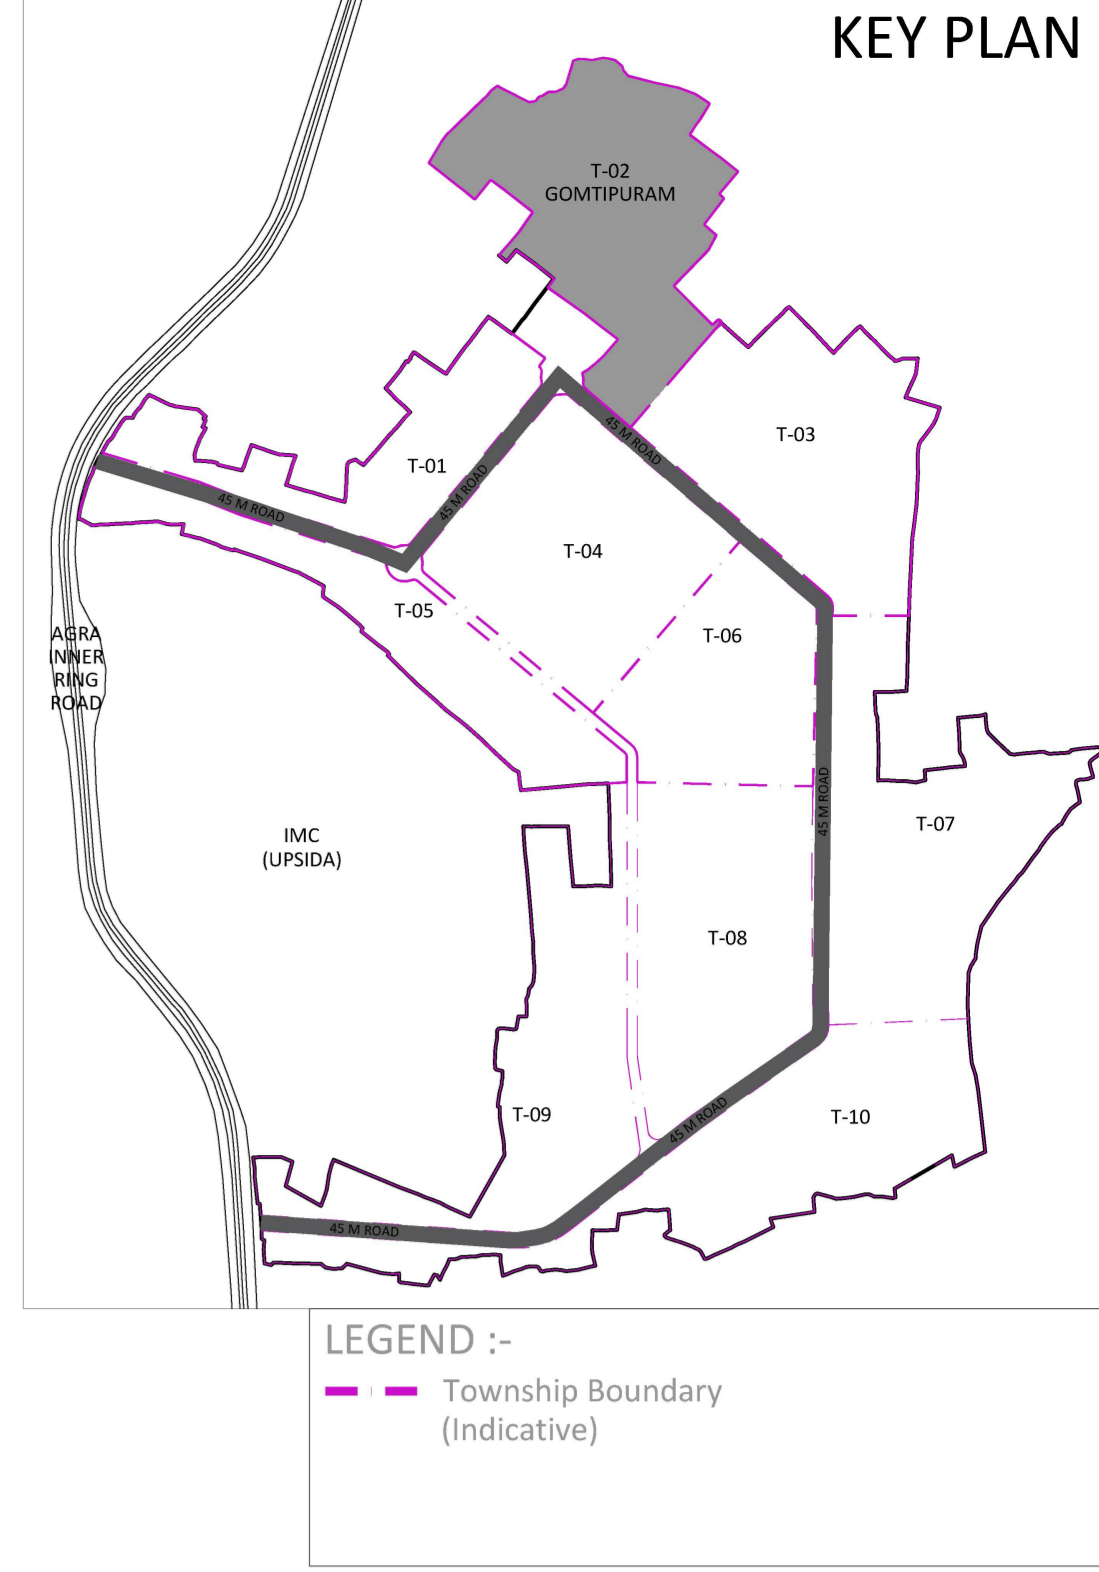 KEY PLAN
T-02
GOMTIPURAM
T-03
45 M ROAD
T-01
45 M ROAD
45 M ROAD
T-04
T-05
T-06
AGRA
INNER
RING
ROAD
45 M ROAD
T-07
IMC
(UPSIDA)
T-08
T-09
45 M ROAD
T-10
45 M ROAD
LEGEND :-
Township Boundary
(Indicative)